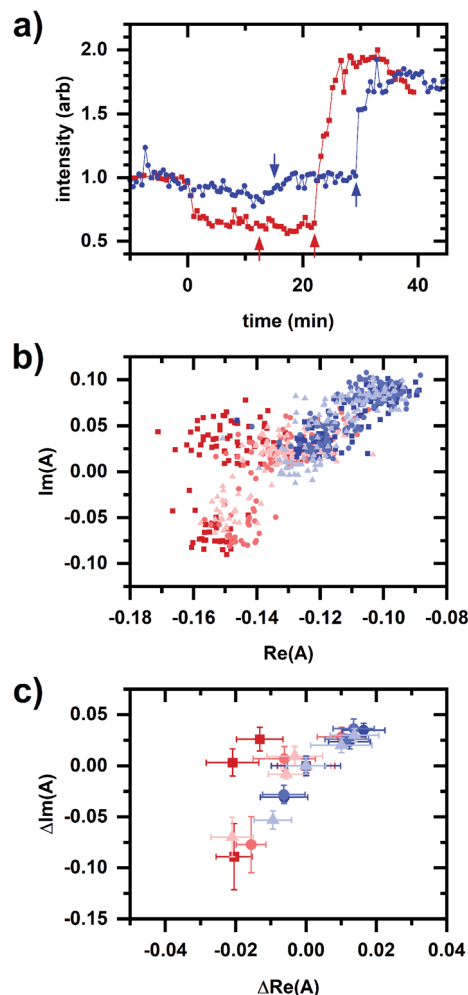 a)
2.0
1.5
1.0
0.5
intensity (arb)
0 20 40
time (min)
b)
0.10
0.05
0.00
-0.05
-0.10
Im(A)
-0.18 -0.16 -0.14 -0.12 -0.10 -0.08
Re(A)
c)
0.05
0.00
-0.05
-0.10
-0.15
ΔIm(A)
-0.04 -0.02 0.00 0.02 0.04
ΔRe(A)